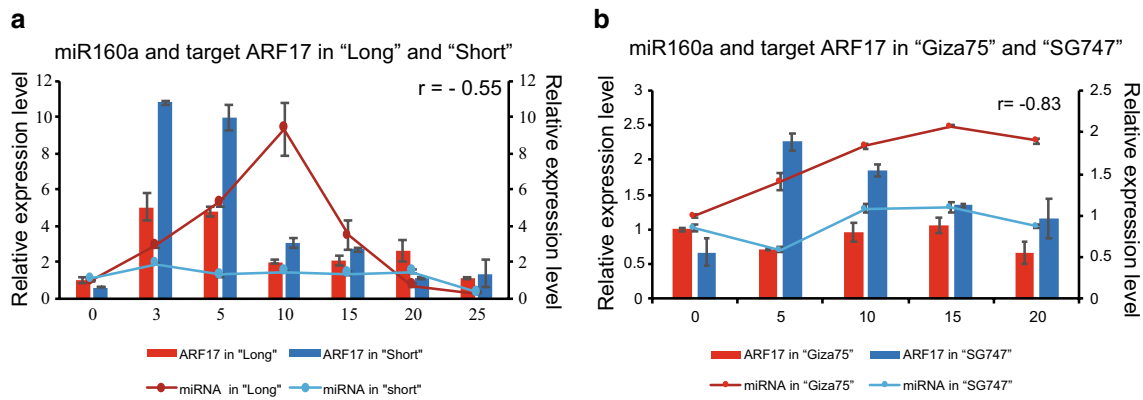 a
miR160a and target ARF17 in “Long” and “Short”
r = - 0.55
Relative expression level
12
10
8
6
4
2
0
12
10
8
6
4
2
0
Relative expression level
0 3 5 10 15 20 25
ARF17 in "Long" ARF17 in "Short"
miRNA in "Long" miRNA in "short"
b
miR160a and target ARF17 in “Giza75” and “SG747”
r= -0.83
Relative expression level
3
2.5
2
1.5
1
0.5
0
2.5
2
1.5
1
0.5
0
Relative expression level
0 5 10 15 20
ARF17 in “Giza75” ARF17 in “SG747”
miRNA in “Giza75” miRNA in “SG747”